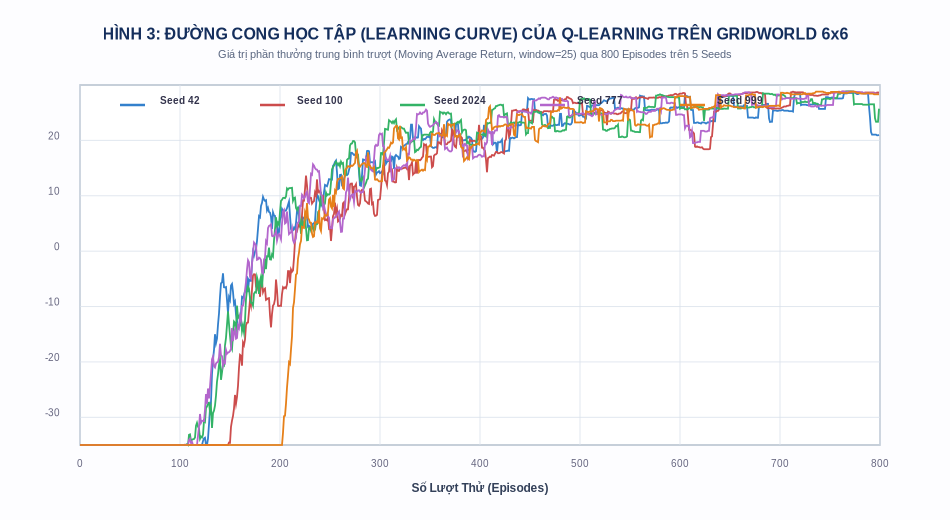 HÌNH 3: ĐƯỜNG CONG HỌC TẬP (LEARNING CURVE) CỦA Q-LEARNING TRÊN GRIDWORLD 6x6
Giá trị phần thưởng trung bình trượt (Moving Average Return, window=25) qua 800 Episodes trên 5 Seeds
Seed 42 Seed 100 Seed 2024 Seed 777 Seed 999
20
10
0
-10
-20
-30
0 100 200 300 400 500 600 700 800
Số Lượt Thử (Episodes)